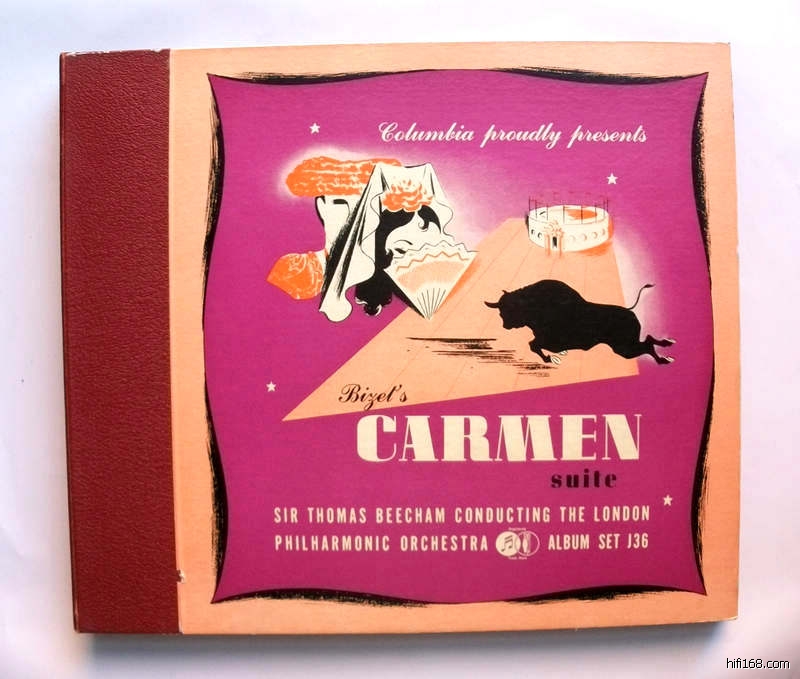 Columbia proudly presents
Bizet's
CARMEN
suite
SIR THOMAS BEECHAM CONDUCTING THE LONDON
PHILHARMONIC ORCHESTRA ALBUM SET J36
hifi168.com